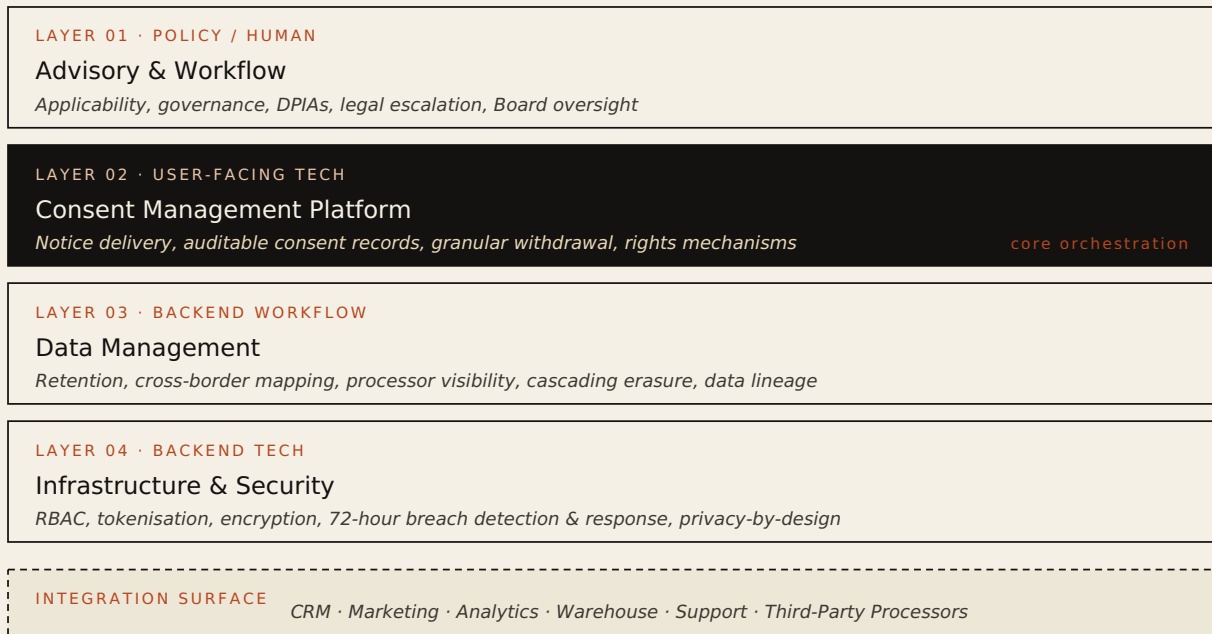 LAYER 01 · POLICY / HUMAN
Advisory & Workflow
Applicability, governance, DPIAs, legal escalation, Board oversight
LAYER 02 · USER-FACING TECH
Consent Management Platform
Notice delivery, auditable consent records, granular withdrawal, rights mechanisms
core orchestration
LAYER 03 · BACKEND WORKFLOW
Data Management
Retention, cross-border mapping, processor visibility, cascading erasure, data lineage
LAYER 04 · BACKEND TECH
Infrastructure & Security
RBAC, tokenisation, encryption, 72-hour breach detection & response, privacy-by-design
INTEGRATION SURFACE
CRM · Marketing · Analytics · Warehouse · Support · Third-Party Processors